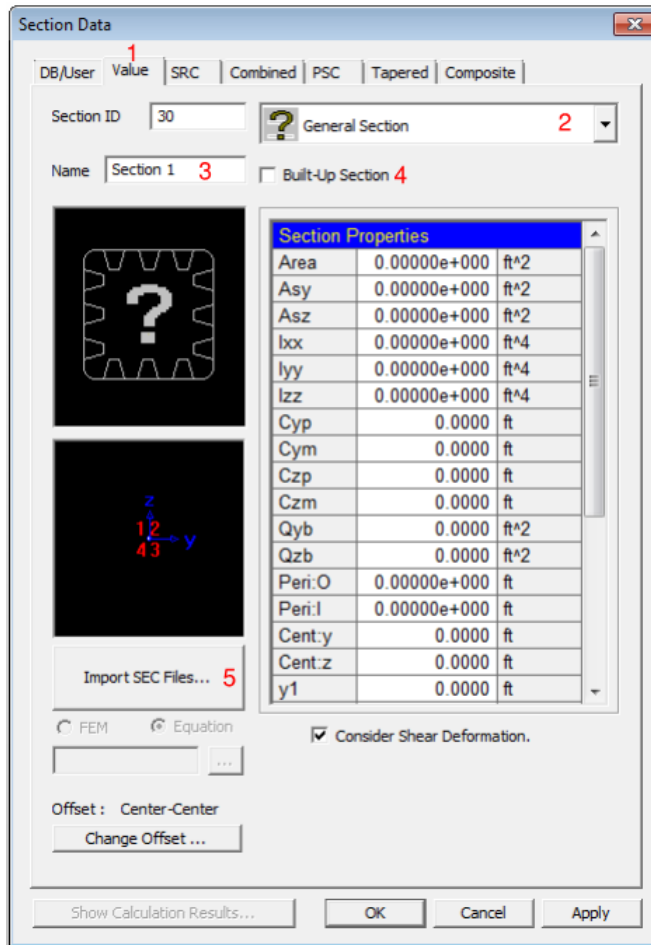 Section Data
1
DB/User Value SRC Combined PSC Tapered Composite
Section ID 30 ? General Section 2
Name Section 1 3 Built-Up Section 4
?
Section Properties
Area 0.00000e+000 ft^2
Asy 0.00000e+000 ft^2
Asz 0.00000e+000 ft^2
Ixx 0.00000e+000 ft^4
Iyy 0.00000e+000 ft^4
Izz 0.00000e+000 ft^4
Cyp 0.0000 ft
Cym 0.0000 ft
Czp 0.0000 ft
Czm 0.0000 ft
Qyb 0.0000 ft^2
Qzb 0.0000 ft^2
Peri:O 0.00000e+000 ft
Peri:I 0.00000e+000 ft
Cent:y 0.0000 ft
Cent:z 0.0000 ft
y1 0.0000 ft
z
1 2
4 3 y
Import SEC Files... 5
FEM Equation
...
Consider Shear Deformation.
Offset : Center-Center
Change Offset ...
Show Calculation Results... OK Cancel Apply